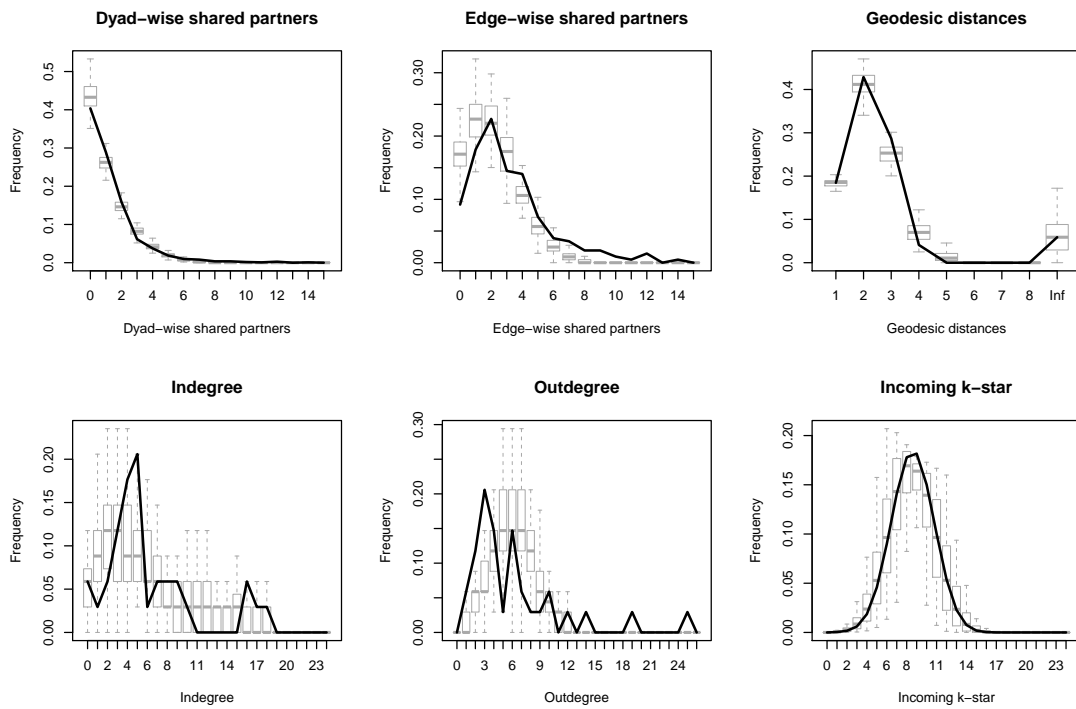 Dyad−wise shared partners
Frequency
0.0 0.1 0.2 0.3 0.4 0.5
0 2 4 6 8 10 12 14
Dyad−wise shared partners
Edge−wise shared partners
Frequency
0.00 0.10 0.20 0.30
0 2 4 6 8 10 12 14
Edge−wise shared partners
Geodesic distances
Frequency
0.0 0.1 0.2 0.3 0.4
1 2 3 4 5 6 7 8 Inf
Geodesic distances
Indegree
Frequency
0.00 0.05 0.10 0.15 0.20
0 2 4 6 8 11 14 17 20 23
Indegree
Outdegree
Frequency
0.00 0.10 0.20 0.30
0 3 6 9 12 15 18 21 24
Outdegree
Incoming k−star
Frequency
0.00 0.05 0.10 0.15 0.20
0 2 4 6 8 11 14 17 20 23
Incoming k−star